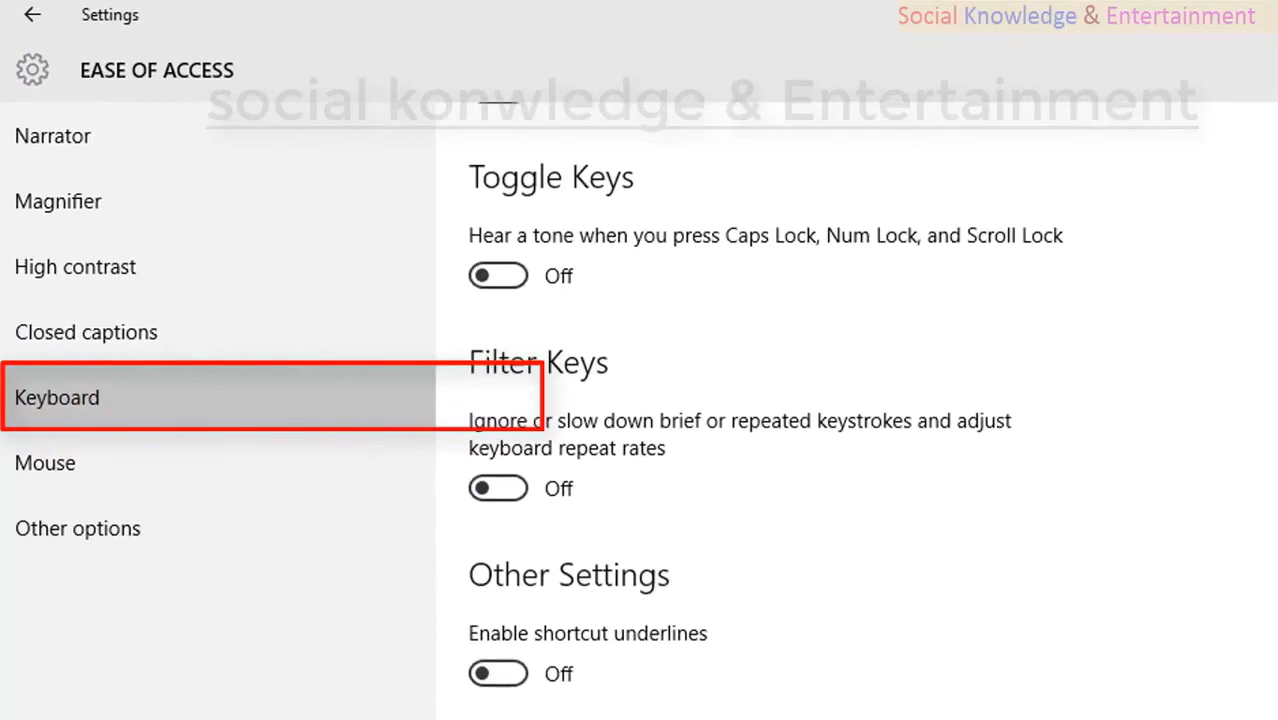 Settings
Social Knowledge & Entertainment
EASE OF ACCESS
social konwledge & Entertainment
Narrator
Magnifier
High contrast
Closed captions
Keyboard
Mouse
Other options
Toggle Keys
Hear a tone when you press Caps Lock, Num Lock, and Scroll Lock
Off
Filter Keys
Ignore or slow down brief or repeated keystrokes and adjust
keyboard repeat rates
Off
Other Settings
Enable shortcut underlines
Off